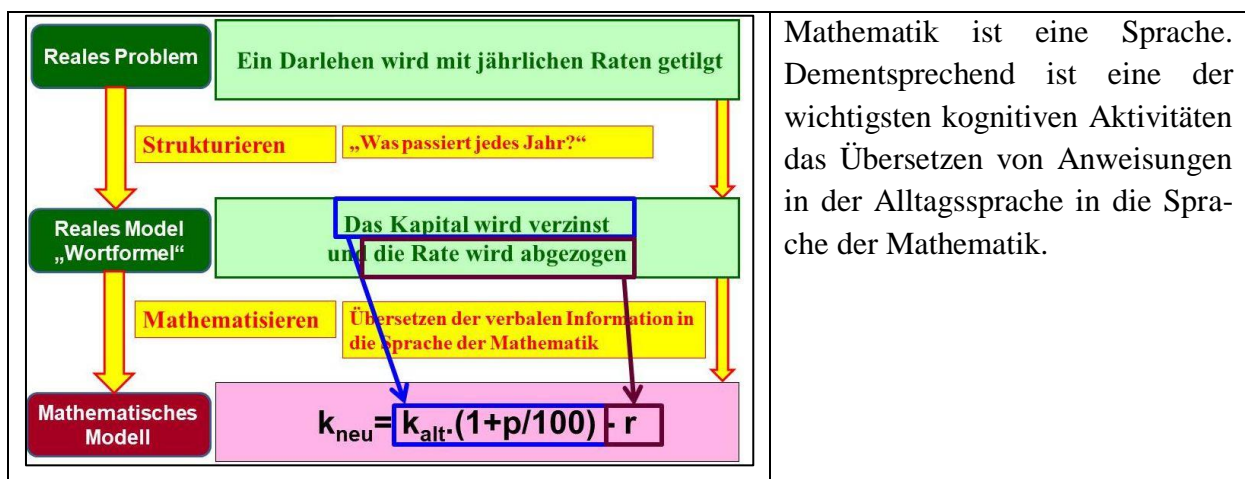 Reales Problem
Ein Darlehen wird mit jährlichen Raten getilgt
Strukturieren
„Was passiert jedes Jahr?“
Reales Model
„Wortformel“
Das Kapital wird verzinst
und die Rate wird abgezogen
Mathematisieren
Übersetzen der verbalen Information in
die Sprache der Mathematik
Mathematisches
Modell
kneu= kalt.(1+p/100) - r
Mathematik ist eine Sprache.
Dementsprechend ist eine der
wichtigsten kognitiven Aktivitäten
das Übersetzen von Anweisungen
in der Alltagssprache in die Spra-
che der Mathematik.